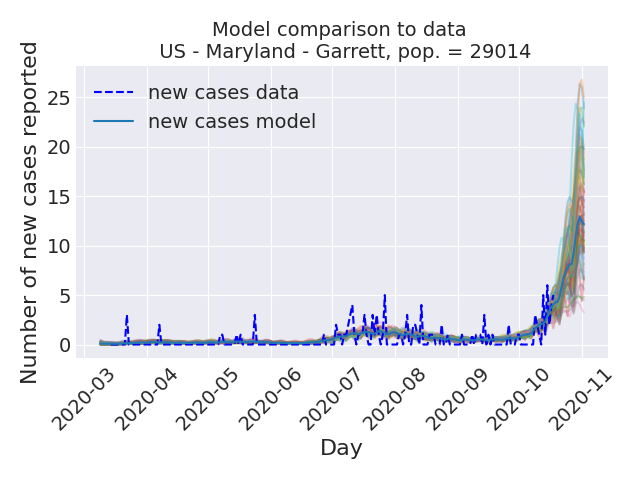 Model comparison to data
US - Maryland - Garrett, pop. = 29014
Number of new cases reported
25
20
15
10
5
0
new cases data
new cases model
2020-03
2020-04
2020-05
2020-06
2020-07
2020-08
2020-09
2020-10
2020-11
Day